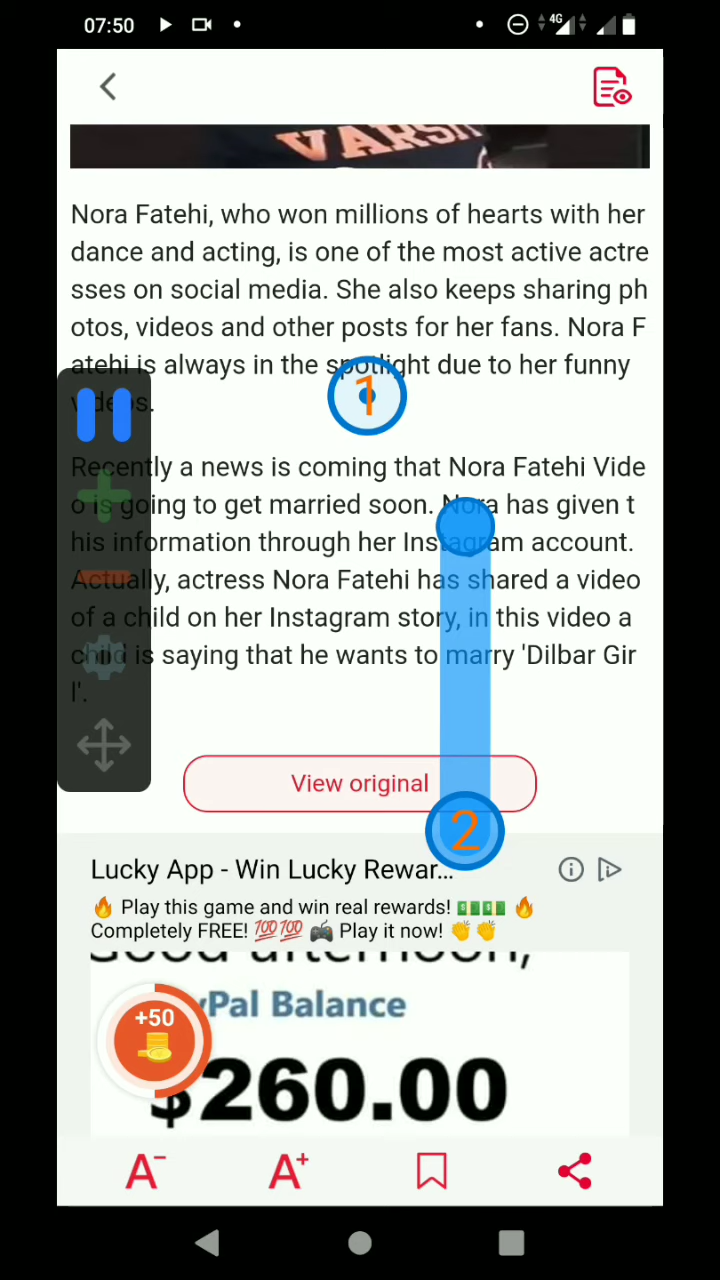 07:50
4G
VARSI
Nora Fatehi, who won millions of hearts with her
dance and acting, is one of the most active actre
sses on social media. She also keeps sharing ph
otos, videos and other posts for her fans. Nora F
atehi is always in the spotlight due to her funny
videos.
1
Recently a news is coming that Nora Fatehi Vide
o is going to get married soon. Nora has given t
his information through her Instagram account.
Actually, actress Nora Fatehi has shared a video
of a child on her Instagram story, in this video a
child is saying that he wants to marry 'Dilbar Gir
l'.
View original
2
Lucky App - Win Lucky Rewar...
🔥 Play this game and win real rewards! 💵💵 🔥
Completely FREE! 💯💯 🎮 Play it now! 👏👏
Good afternoon,
yPal Balance
+50
$260.00
A-
A+